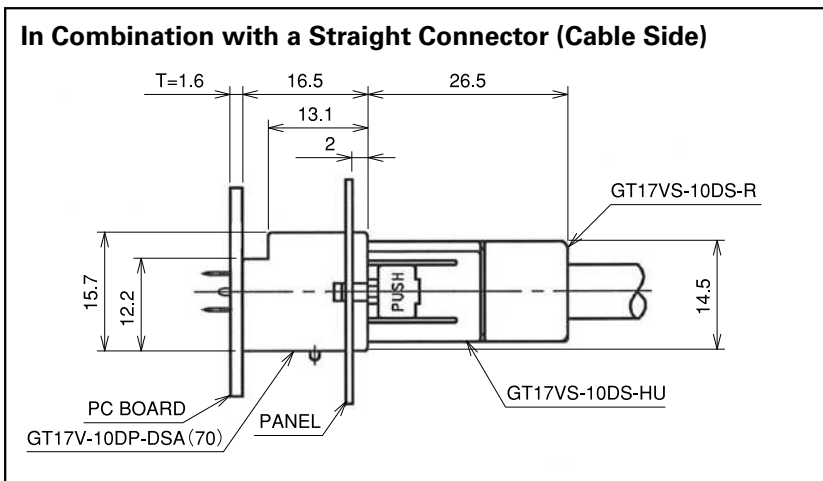 In Combination with a Straight Connector (Cable Side)
T=1.6
16.5
26.5
13.1
2
GT17VS-10DS-R
15.7
12.2
PUSH
14.5
GT17VS-10DS-HU
PC BOARD
PANEL
GT17V-10DP-DSA(70)